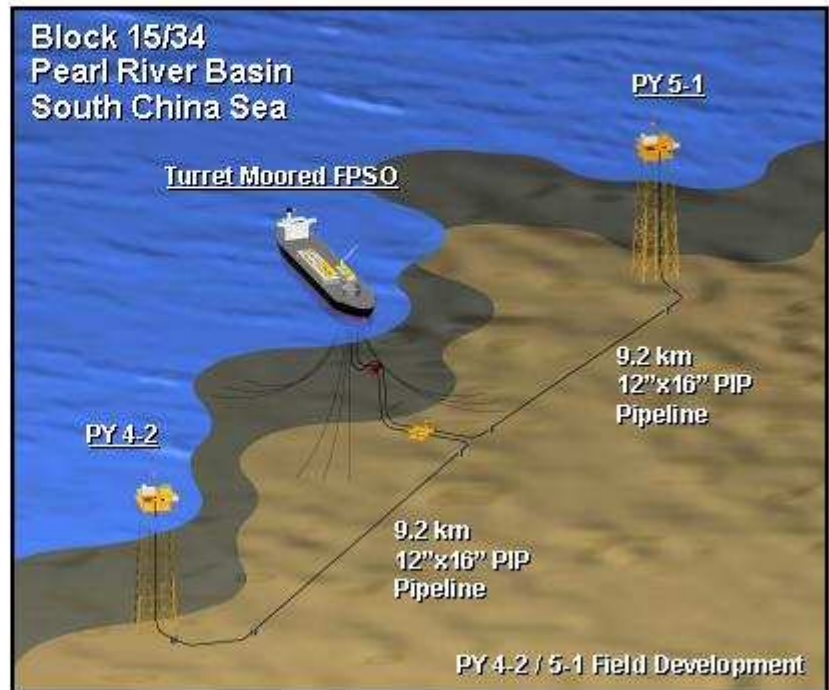 Block 15/34
Pearl River Basin
South China Sea
PY 5-1
Turret Moored FPSO
9.2 km
12”x16” PIP
Pipeline
PY 4-2
9.2 km
12”x16” PIP
Pipeline
PY 4-2 / 5-1 Field Development